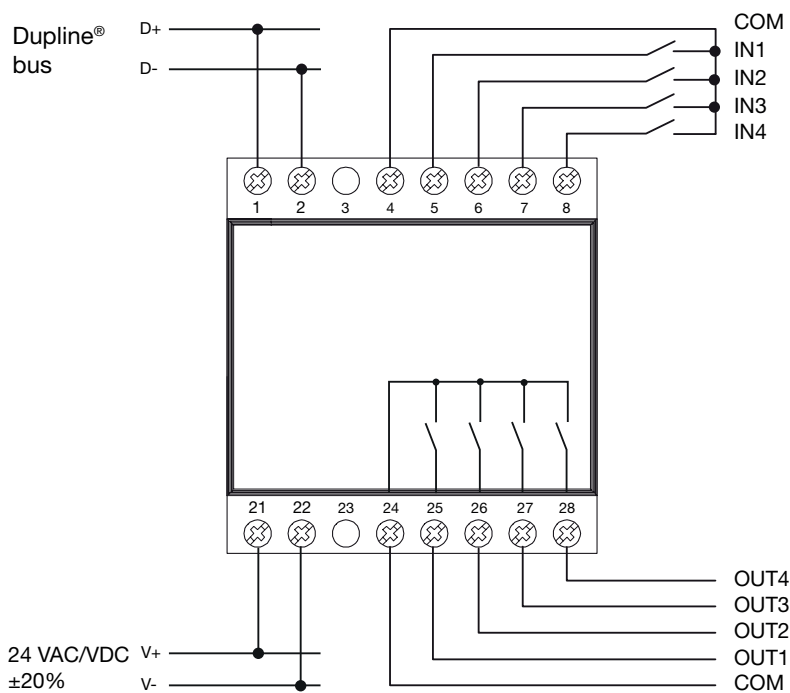 Dupline®
bus
D+
D-
COM
IN1
IN2
IN3
IN4
1 2 3 4 5 6 7 8
21 22 23 24 25 26 27 28
24 VAC/VDC
±20%
V+
V-
OUT4
OUT3
OUT2
OUT1
COM